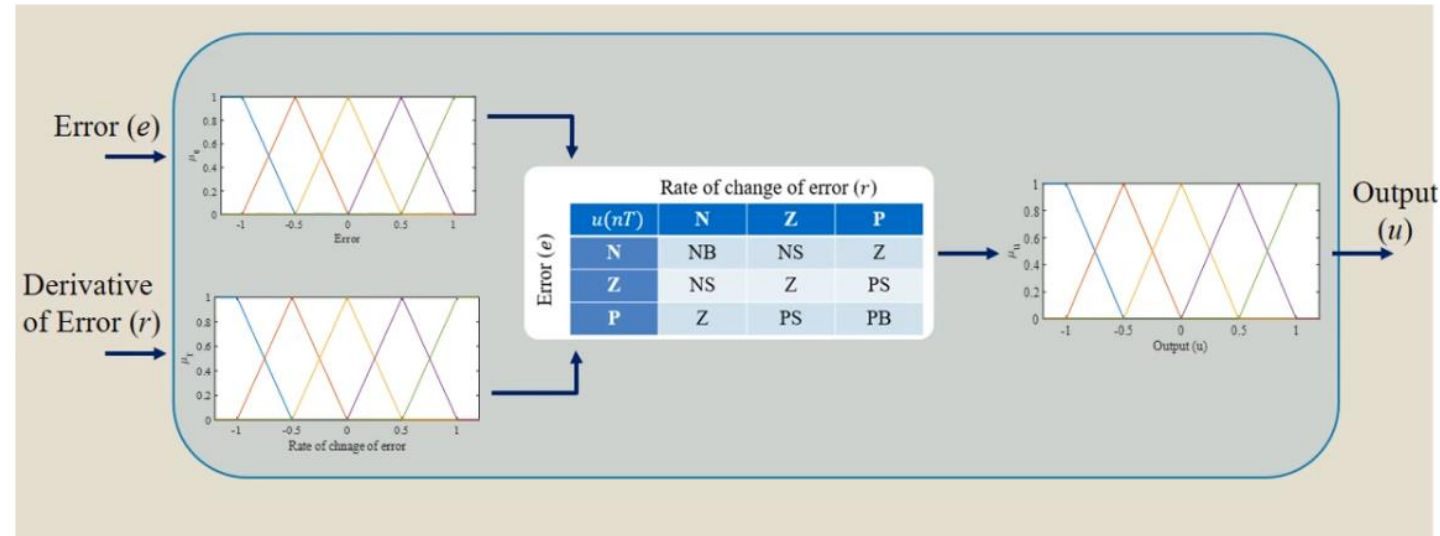 Error (e)
1
0.8
0.6
0.4
0.2
0
μe
-1 -0.5 0 0.5 1
Error
Derivative
of Error (r)
1
0.8
0.6
0.4
0.2
0
μr
-1 -0.5 0 0.5 1
Rate of chnage of error
Rate of change of error (r)
Error (e)
u(nT) N Z P
N NB NS Z
Z NS Z PS
P Z PS PB
1
0.8
0.6
0.4
0.2
0
μu
-1 -0.5 0 0.5 1
Output (u)
Output
(u)